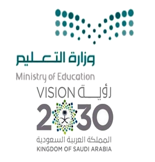 وزارة التعليم
Ministry of Education
VISION رؤية
2030
المملكة العربية السعودية
KINGDOM OF SAUDI ARABIA